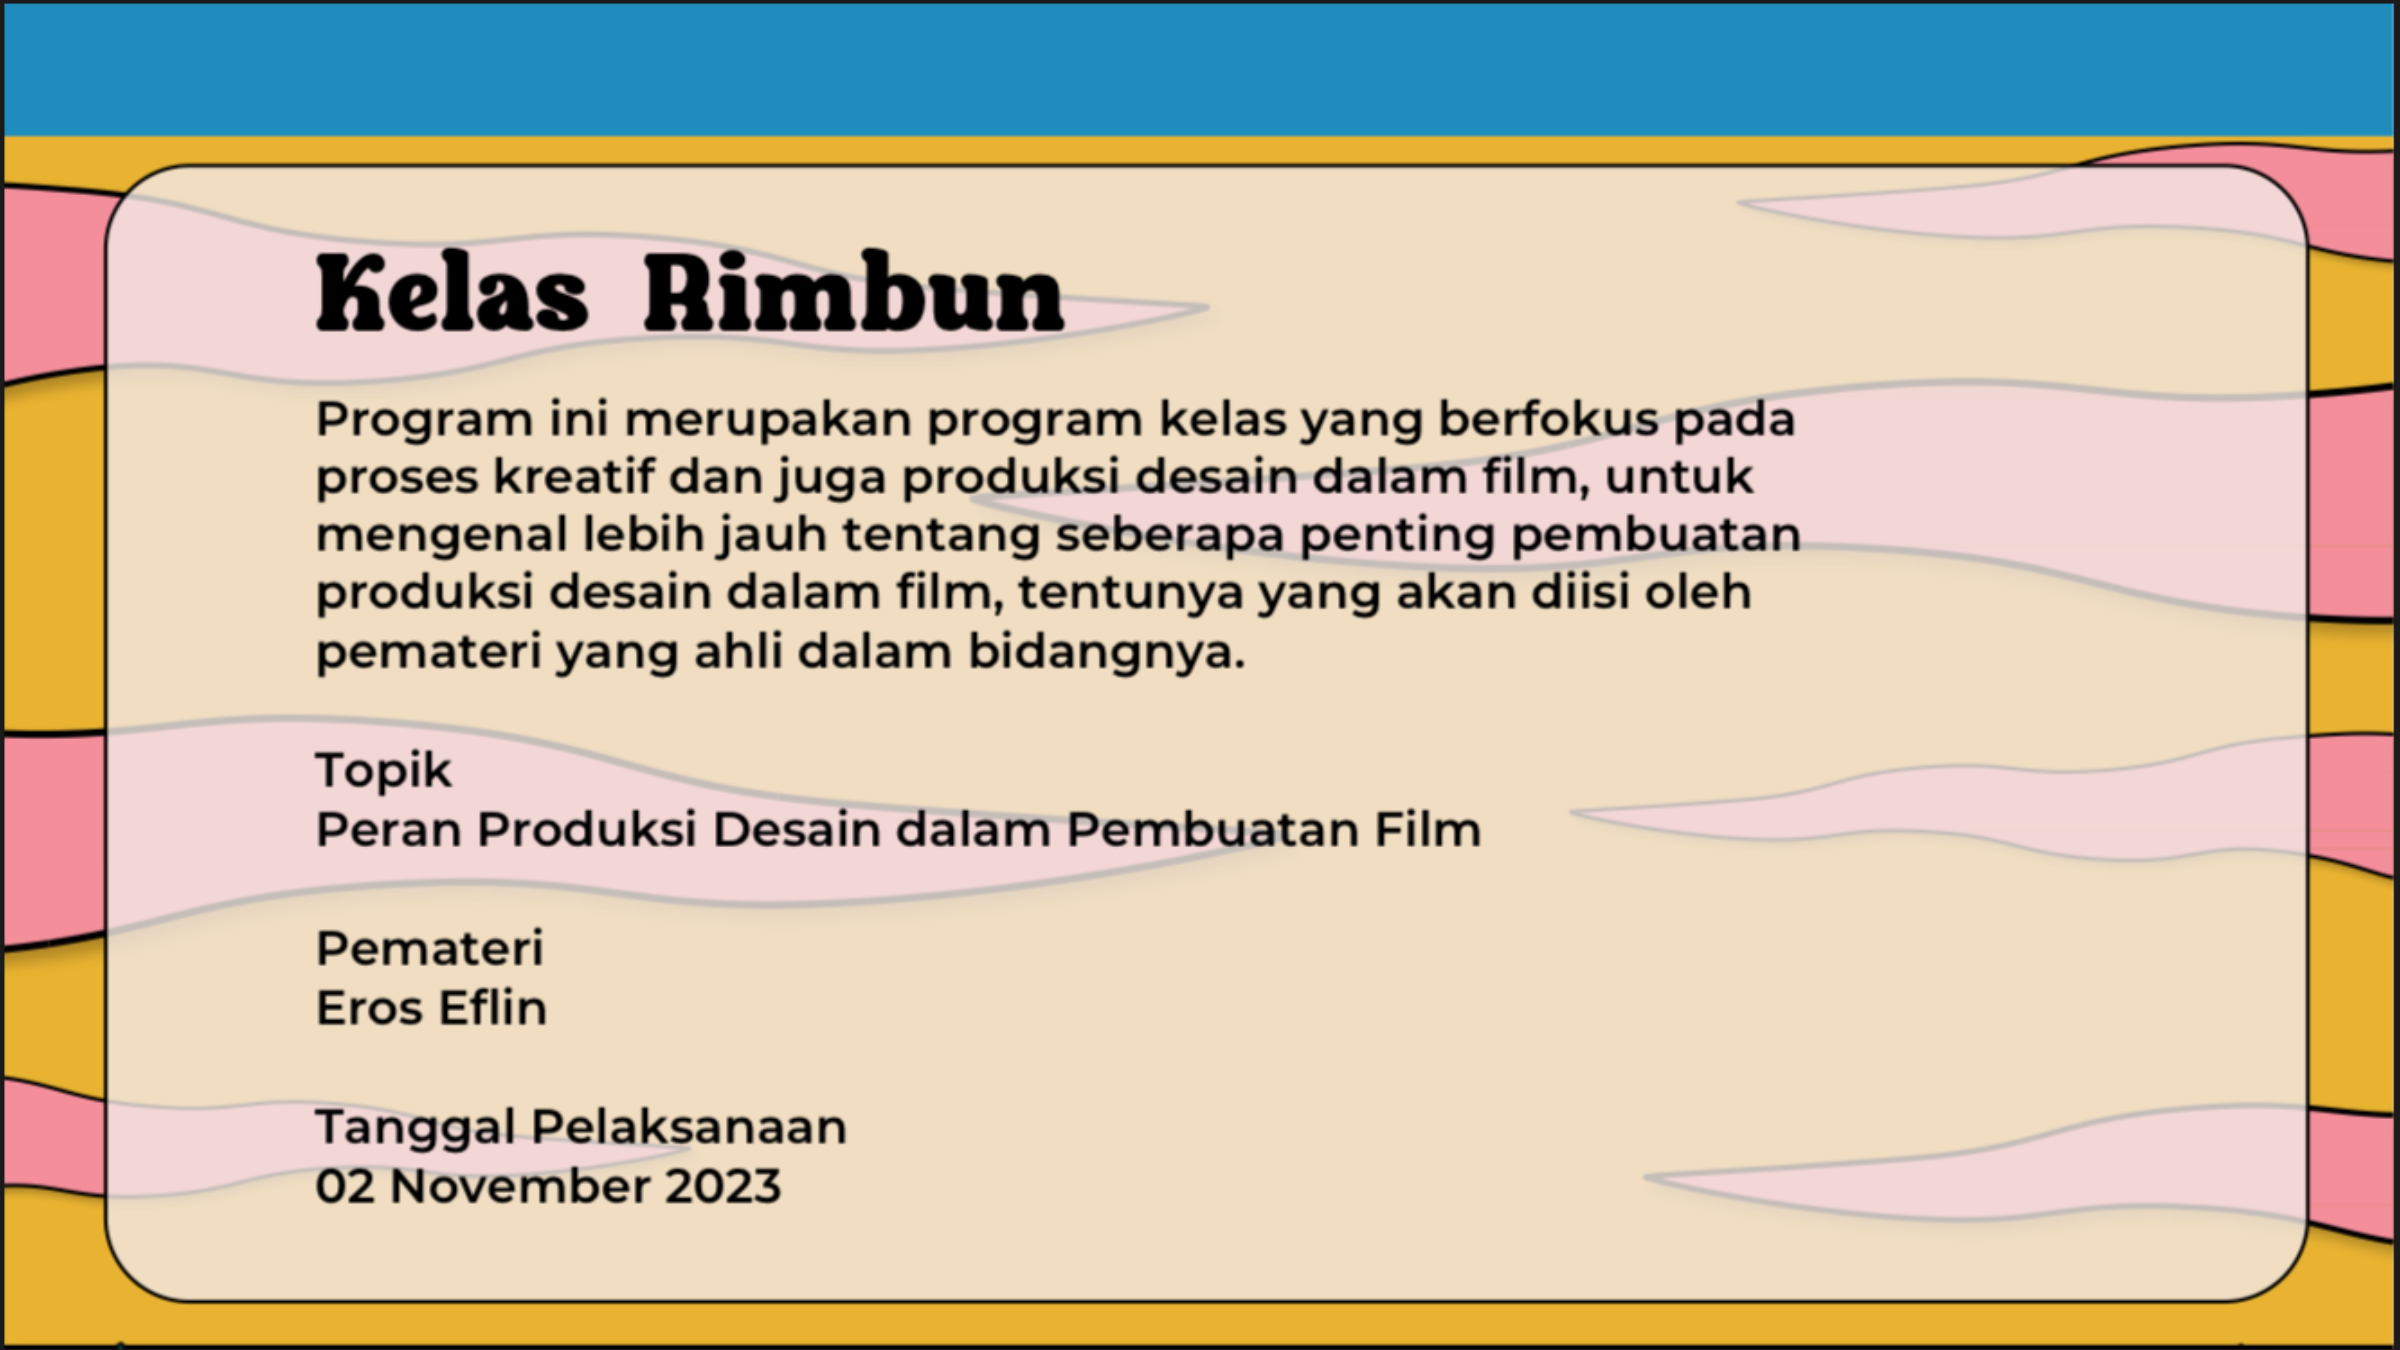 Kelas Rimbun
Program ini merupakan program kelas yang berfokus pada
proses kreatif dan juga produksi desain dalam film, untuk
mengenal lebih jauh tentang seberapa penting pembuatan
produksi desain dalam film, tentunya yang akan diisi oleh
pemateri yang ahli dalam bidangnya.
Topik
Peran Produksi Desain dalam Pembuatan Film
Pemateri
Eros Eflin
Tanggal Pelaksanaan
02 November 2023